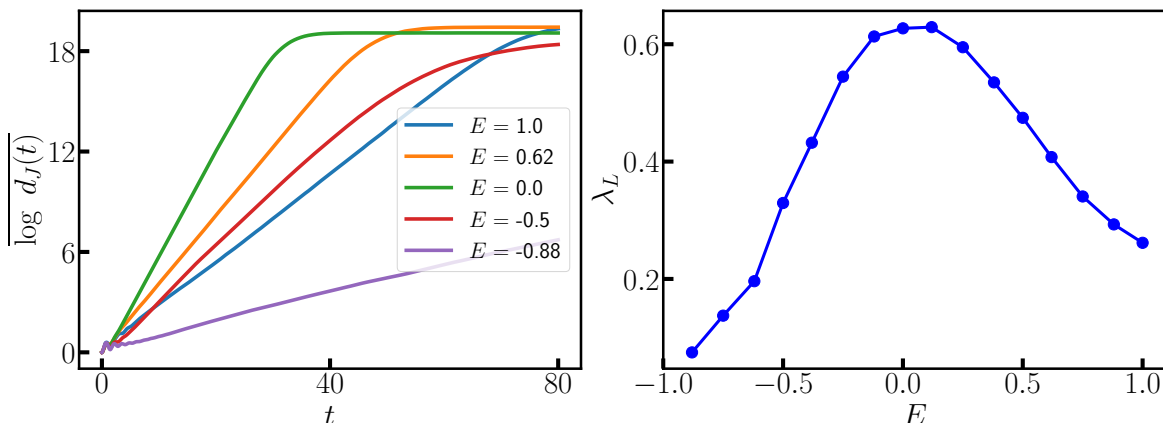 18
12
6
0
0
40
80
t
log d_J(t)
E = 1.0
E = 0.62
E = 0.0
E = -0.5
E = -0.88
0.6
0.4
0.2
−1.0
−0.5
0.0
0.5
1.0
E
λ_L